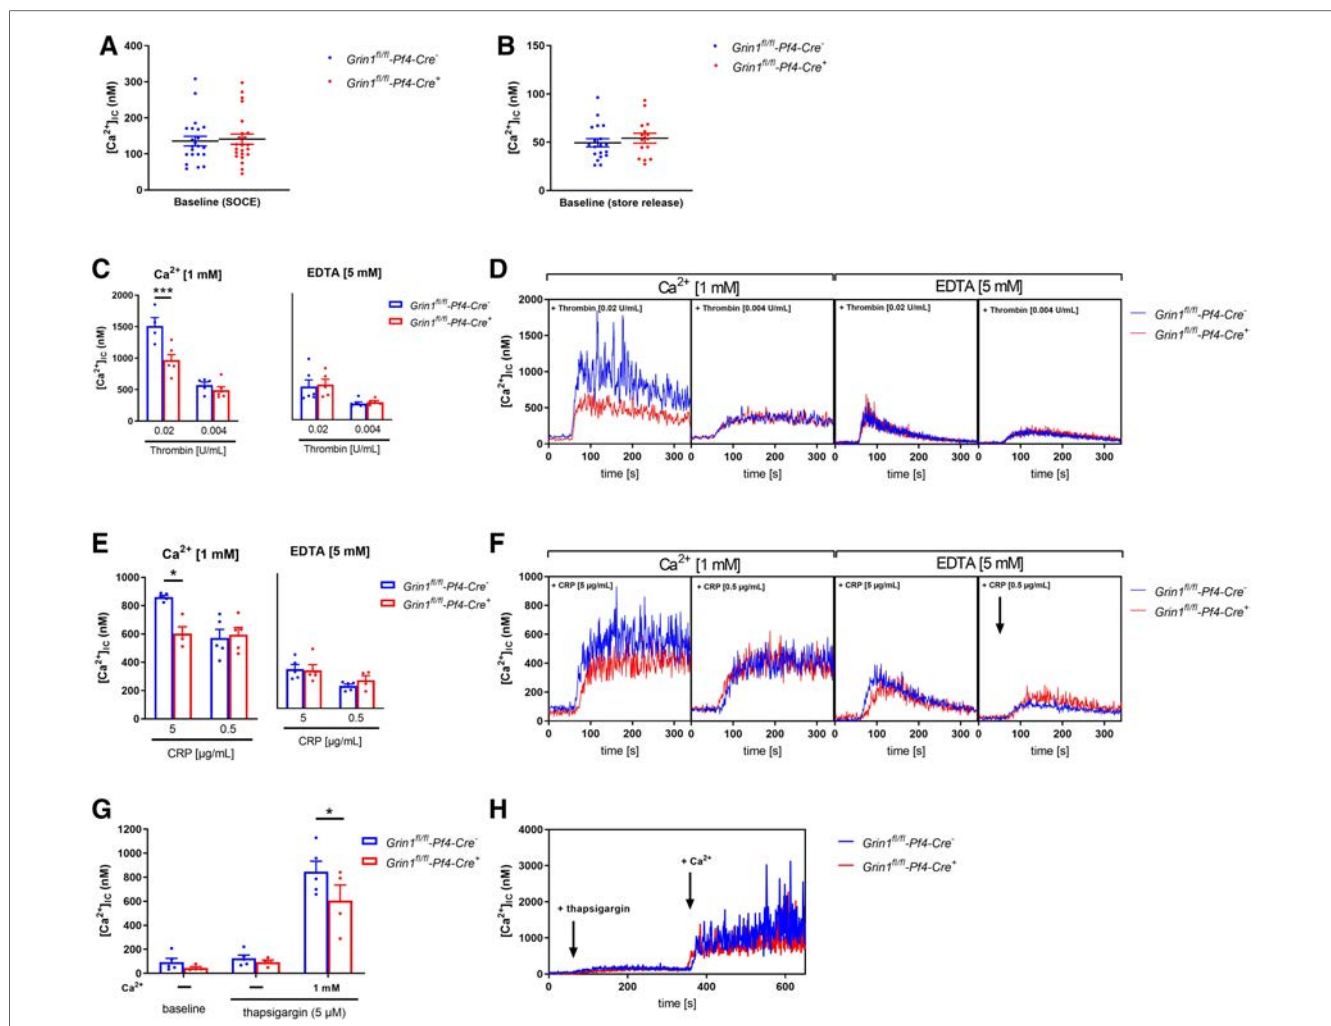 A
400
300
200
100
0
[Ca²⁺]IC (nM)
Baseline (SOCE)
Grin1fl/fl-Pf4-Cre⁻
Grin1fl/fl-Pf4-Cre⁺
B
150
100
50
0
[Ca²⁺]IC (nM)
Baseline (store release)
Grin1fl/fl-Pf4-Cre⁻
Grin1fl/fl-Pf4-Cre⁺
C
Ca²⁺ [1 mM]
EDTA [5 mM]
***
2000
1500
1000
500
0
[Ca²⁺]IC (nM)
0.02 0.004
Thrombin [U/mL]
0.02 0.004
Thrombin [U/mL]
Grin1fl/fl-Pf4-Cre⁻
Grin1fl/fl-Pf4-Cre⁺
D
Ca²⁺ [1 mM]
EDTA [5 mM]
+ Thrombin [0.02 U/mL]
+ Thrombin [0.004 U/mL]
+ Thrombin [0.02 U/mL]
+ Thrombin [0.004 U/mL]
2000
1500
1000
500
0
[Ca²⁺]IC (nM)
0 100 200 300
0 100 200 300
0 100 200 300
0 100 200 300
time [s]
time [s]
time [s]
time [s]
Grin1fl/fl-Pf4-Cre⁻
Grin1fl/fl-Pf4-Cre⁺
E
Ca²⁺ [1 mM]
EDTA [5 mM]
*
1000
800
600
400
200
0
[Ca²⁺]IC (nM)
5 0.5
CRP [µg/mL]
5 0.5
CRP [µg/mL]
Grin1fl/fl-Pf4-Cre⁻
Grin1fl/fl-Pf4-Cre⁺
F
Ca²⁺ [1 mM]
EDTA [5 mM]
+ CRP [5 µg/mL]
+ CRP [0.5 µg/mL]
+ CRP [5 µg/mL]
+ CRP [0.5 µg/mL]
1000
800
600
400
200
0
[Ca²⁺]IC (nM)
0 100 200 300
0 100 200 300
0 100 200 300
0 100 200 300
time [s]
time [s]
time [s]
time [s]
Grin1fl/fl-Pf4-Cre⁻
Grin1fl/fl-Pf4-Cre⁺
G
*
1200
1000
800
600
400
200
0
[Ca²⁺]IC (nM)
Ca²⁺ – – 1 mM
baseline
thapsigargin (5 µM)
Grin1fl/fl-Pf4-Cre⁻
Grin1fl/fl-Pf4-Cre⁺
H
4000
3000
2000
1000
0
[Ca²⁺]IC (nM)
+ thapsigargin
+ Ca²⁺
0 200 400 600
time [s]
Grin1fl/fl-Pf4-Cre⁻
Grin1fl/fl-Pf4-Cre⁺